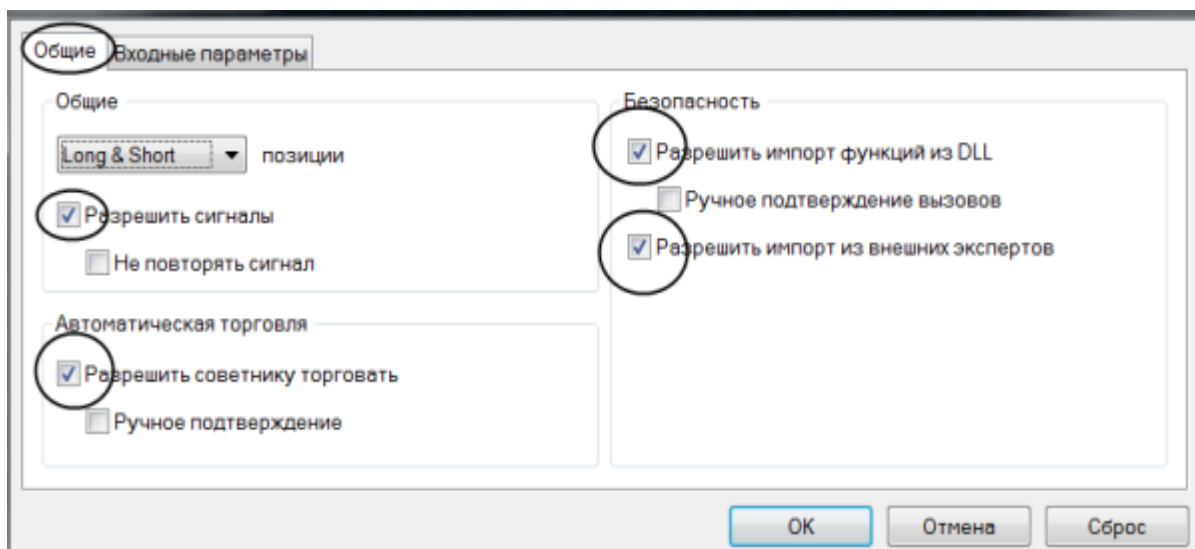 Общие
Входные параметры
Общие
Long & Short
позиции
Разрешить сигналы
Не повторять сигнал
Автоматическая торговля
Разрешить советнику торговать
Ручное подтверждение
Безопасность
Разрешить импорт функций из DLL
Ручное подтверждение вызовов
Разрешить импорт из внешних экспертов
OK
Отмена
Сброс